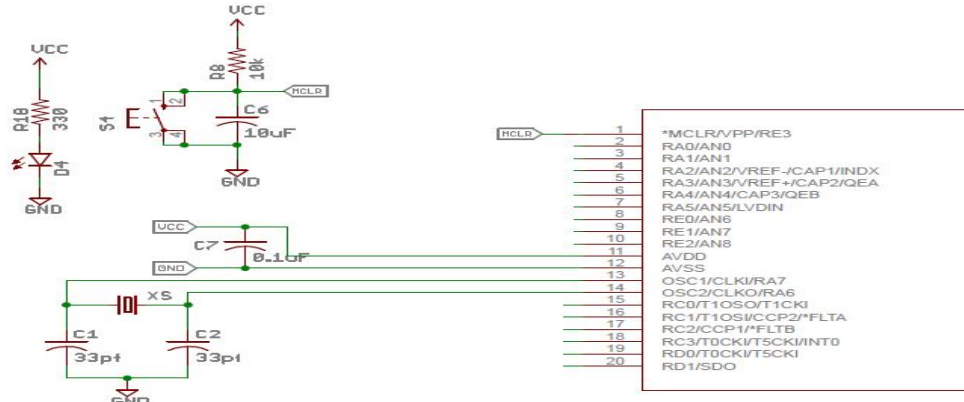 VCC
R8
10k
MCLR
C6
10uF
S4
1
2
3
4
GND
VCC
R18
330
D4
GND
VCC
C7
0.1uF
GND
XS
C1
33pf
C2
33pf
GND
MCLR
1 *MCLR/VPP/RE3
2 RA0/AN0
3 RA1/AN1
4 RA2/AN2/VREF-/CAP1/INDX
5 RA3/AN3/VREF+/CAP2/QEA
6 RA4/AN4/CAP3/QEB
7 RA5/AN5/LVDIN
8 RE0/AN6
9 RE1/AN7
10 RE2/AN8
11 AVDD
12 AVSS
13 OSC1/CLKI/RA7
14 OSC2/CLKO/RA6
15 RC0/T1OSO/T1CKI
16 RC1/T1OSI/CCP2/*FLTA
17 RC2/CCP1/*FLTB
18 RC3/T0CKI/T5CKI/INT0
19 RD0/T0CKI/T5CKI
20 RD1/SDO